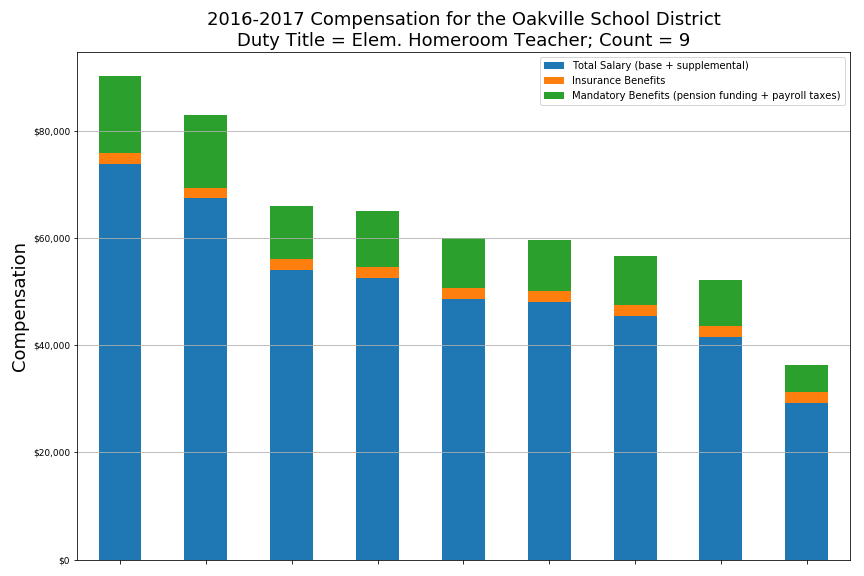 2016-2017 Compensation for the Oakville School District
Duty Title = Elem. Homeroom Teacher; Count = 9
Total Salary (base + supplemental)
Insurance Benefits
Mandatory Benefits (pension funding + payroll taxes)
Compensation
$80,000
$60,000
$40,000
$20,000
$0